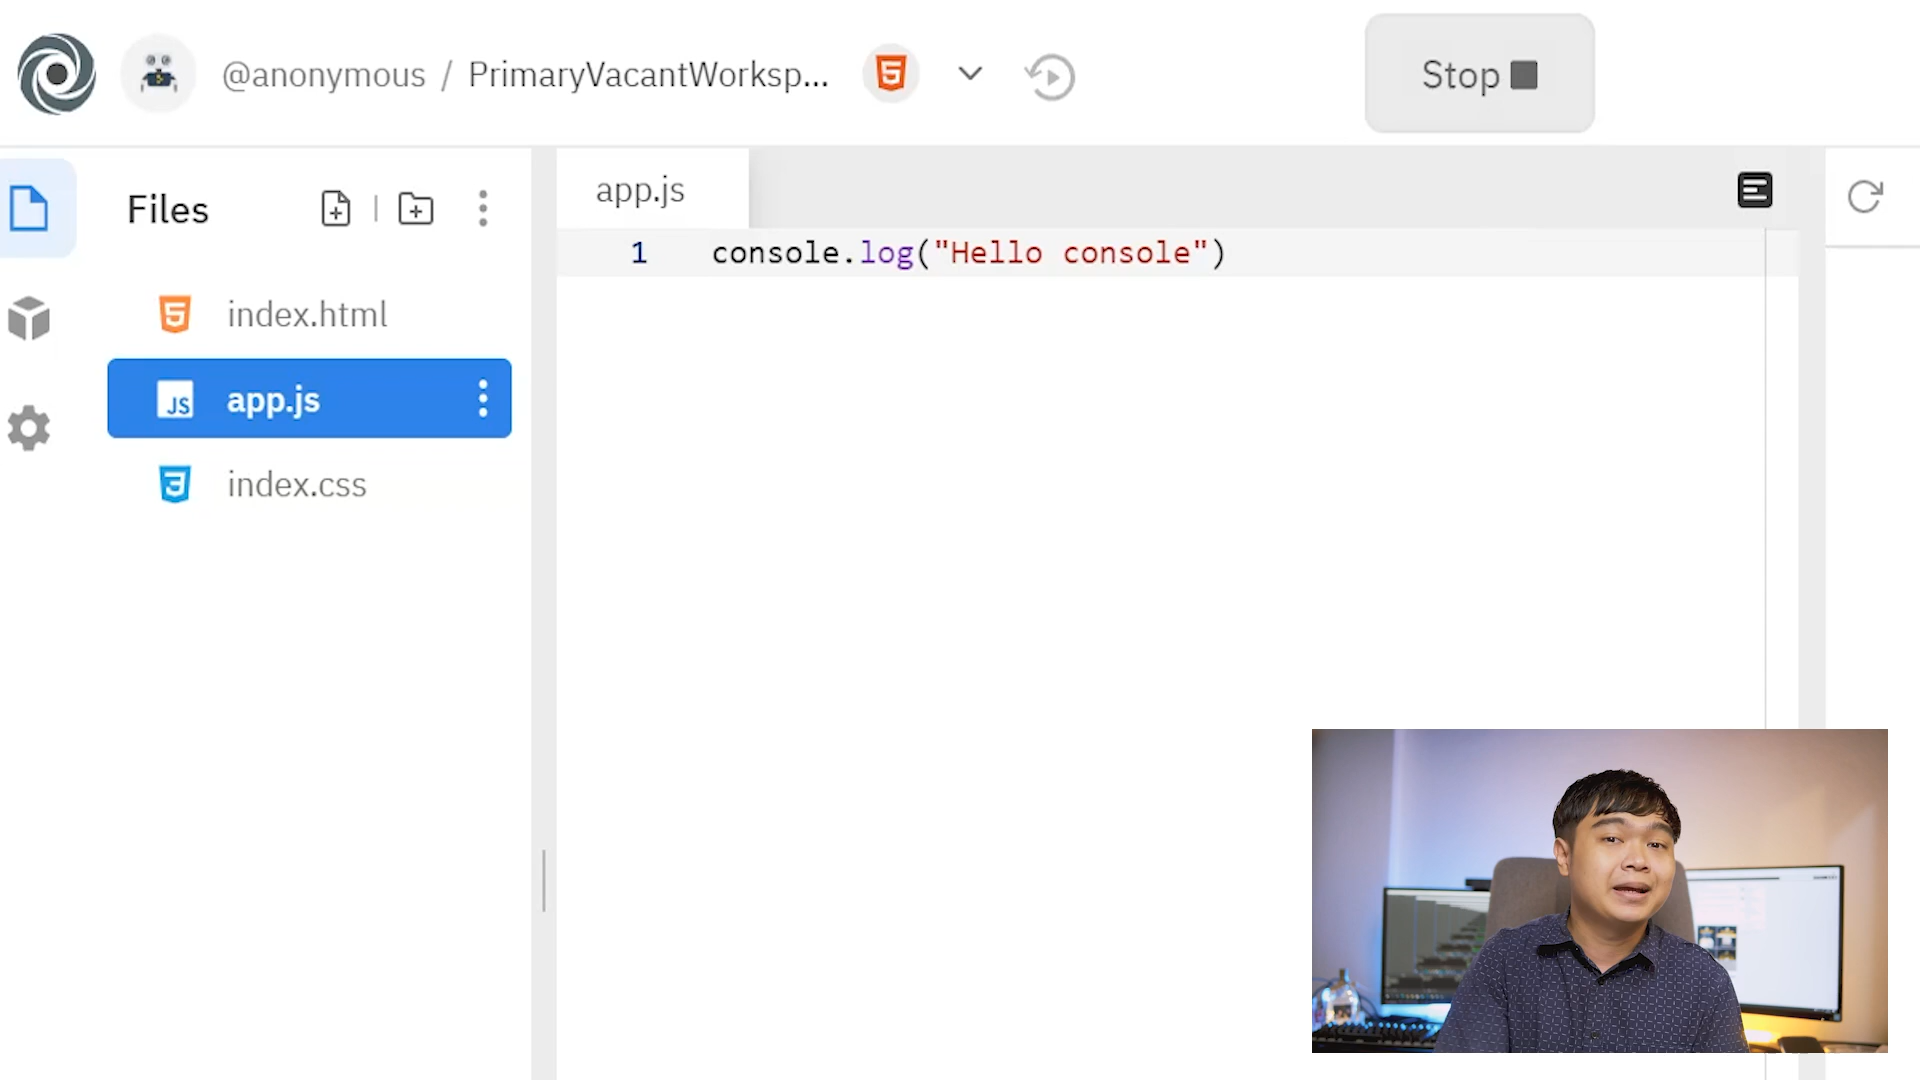 @anonymous / PrimaryVacantWorksp...
Stop
Files
index.html
app.js
index.css
app.js
1 console.log("Hello console")